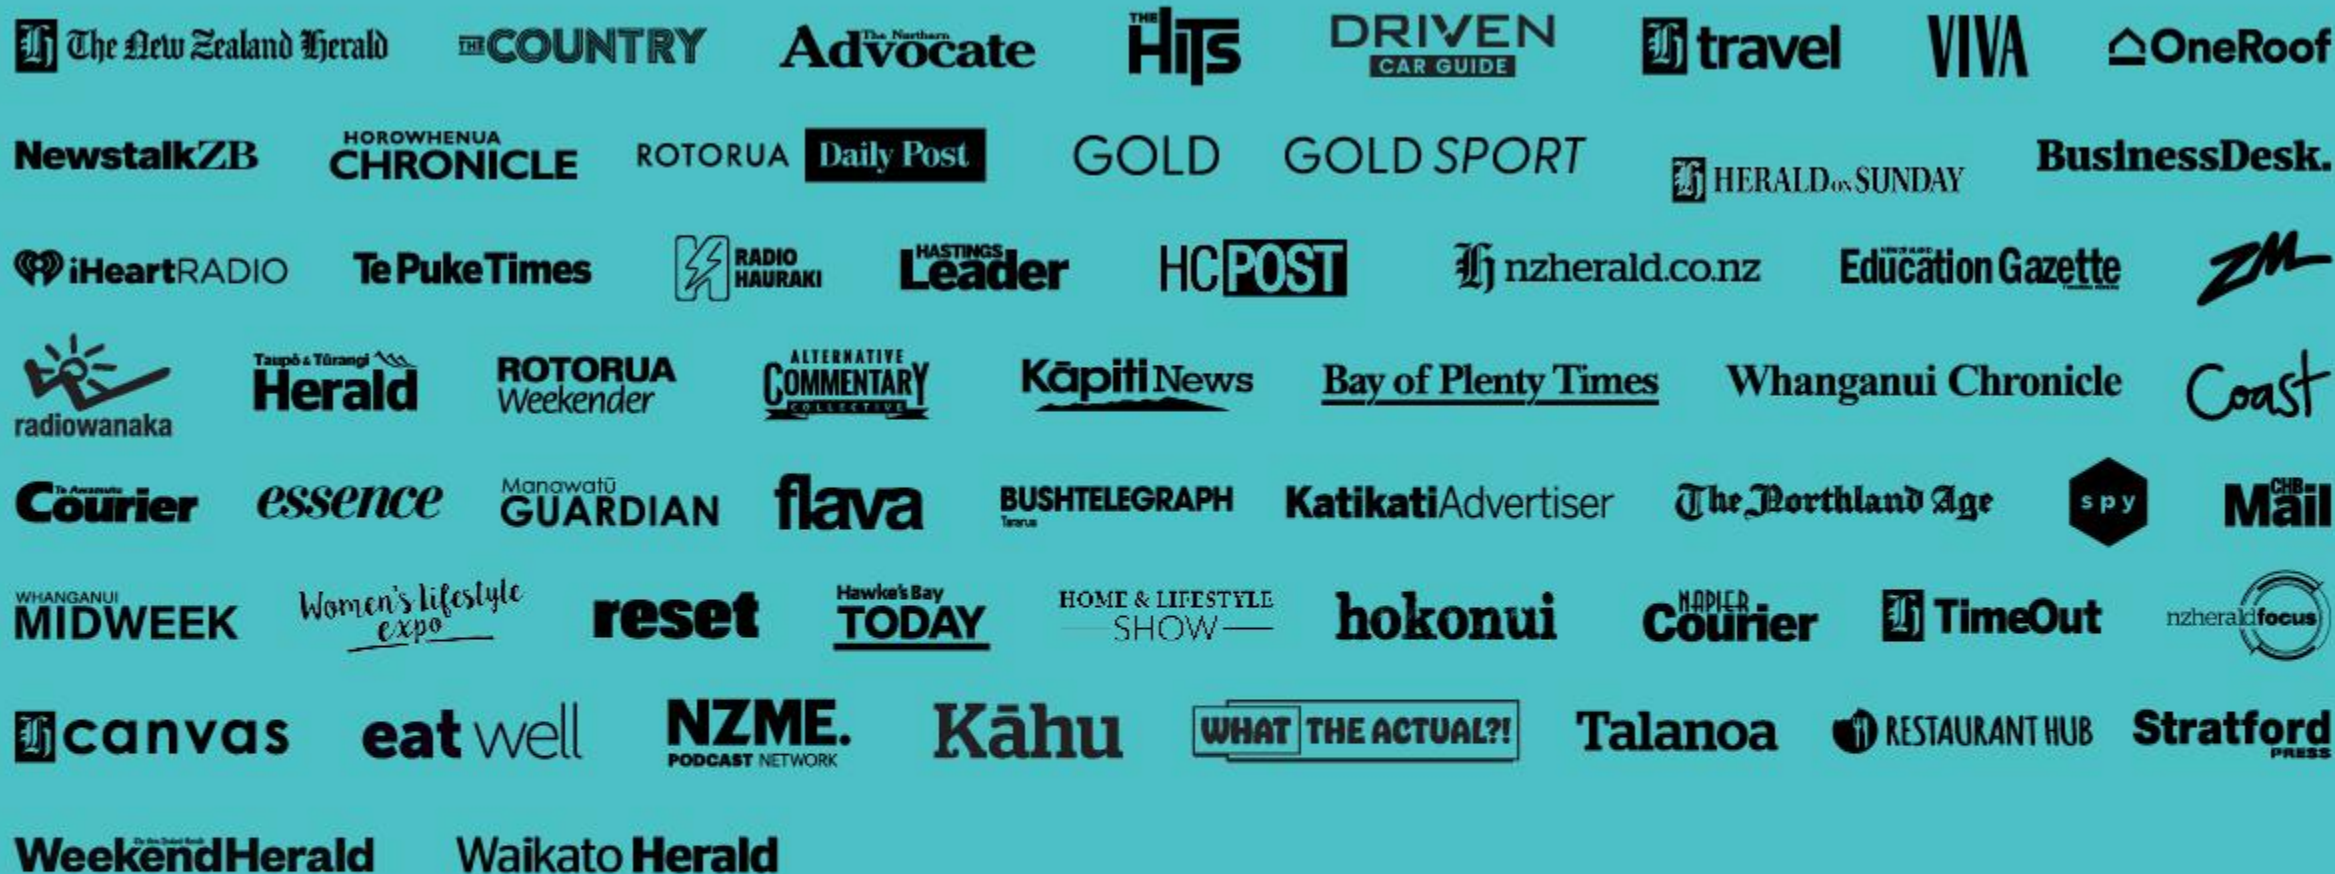 The New Zealand Herald THE COUNTRY The Northern Advocate THE HiTS DRIVEN CAR GUIDE travel VIVA OneRoof
NewstalkZB HOROWHENUA CHRONICLE ROTORUA Daily Post GOLD GOLD SPORT HERALD ON SUNDAY BusinessDesk.
iHeartRADIO Te Puke Times RADIO HAURAKI HASTINGS Leader HC POST nzherald.co.nz Education Gazette ZM
radiowanaka Taupō & Tūrangi Herald ROTORUA Weekender ALTERNATIVE COMMENTARY COLLECTIVE Kāpiti News Bay of Plenty Times Whanganui Chronicle Coast
Te Awamutu Courier essence Manawatū GUARDIAN flava BUSHTELEGRAPH Tararua KatikatiAdvertiser The Northland Age spy CHB Mail
WHANGANUI MIDWEEK Women's lifestyle expo reset Hawke's Bay TODAY HOME & LIFESTYLE SHOW hokonui NAPIER Courier TimeOut nzheraldfocus
canvas eat well NZME. PODCAST NETWORK Kāhu WHAT THE ACTUAL?! Talanoa RESTAURANT HUB Stratford PRESS
WeekendHerald Waikato Herald